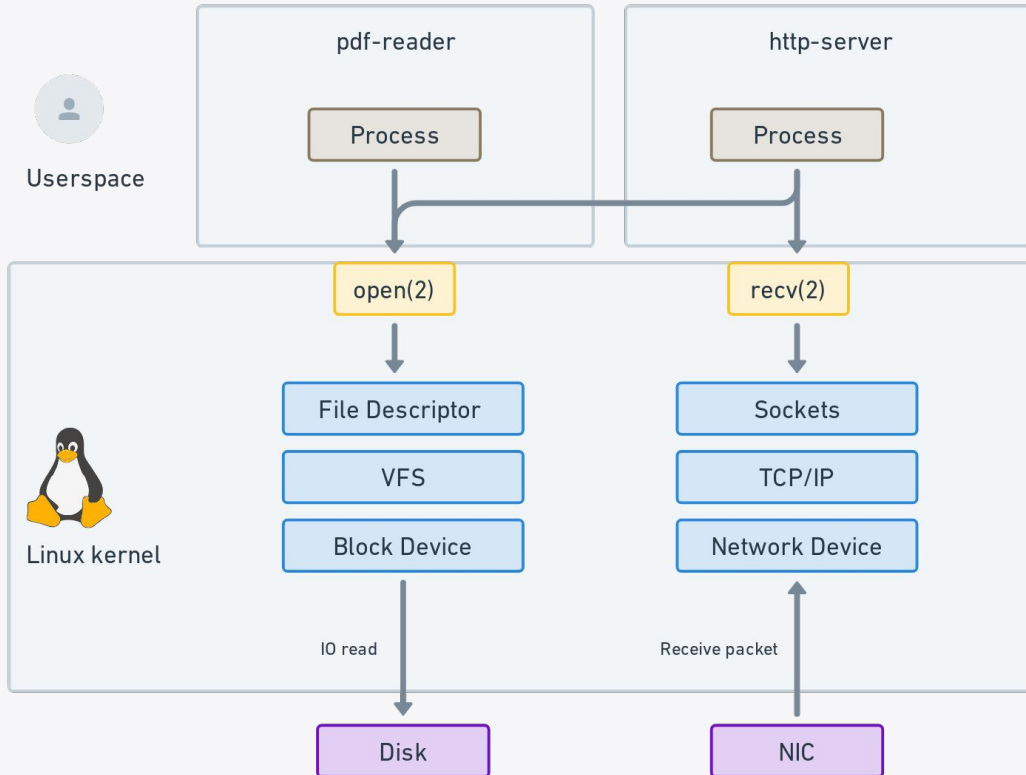 pdf-reader
http-server
Process
Process
Userspace
open(2)
recv(2)
File Descriptor
Sockets
VFS
TCP/IP
Block Device
Network Device
Linux kernel
IO read
Receive packet
Disk
NIC